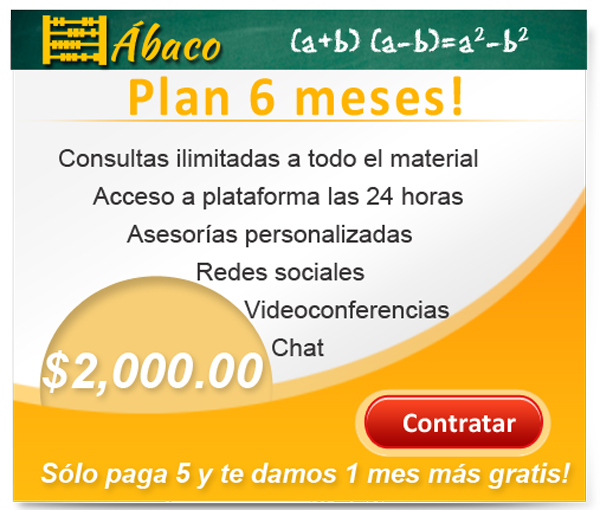 Ábaco
(a+b) (a-b)=a²-b²
Plan 6 meses!
Consultas ilimitadas a todo el material
Acceso a plataforma las 24 horas
Asesorías personalizadas
Redes sociales
Videoconferencias
Chat
$2,000.00
Contratar
Sólo paga 5 y te damos 1 mes más gratis!